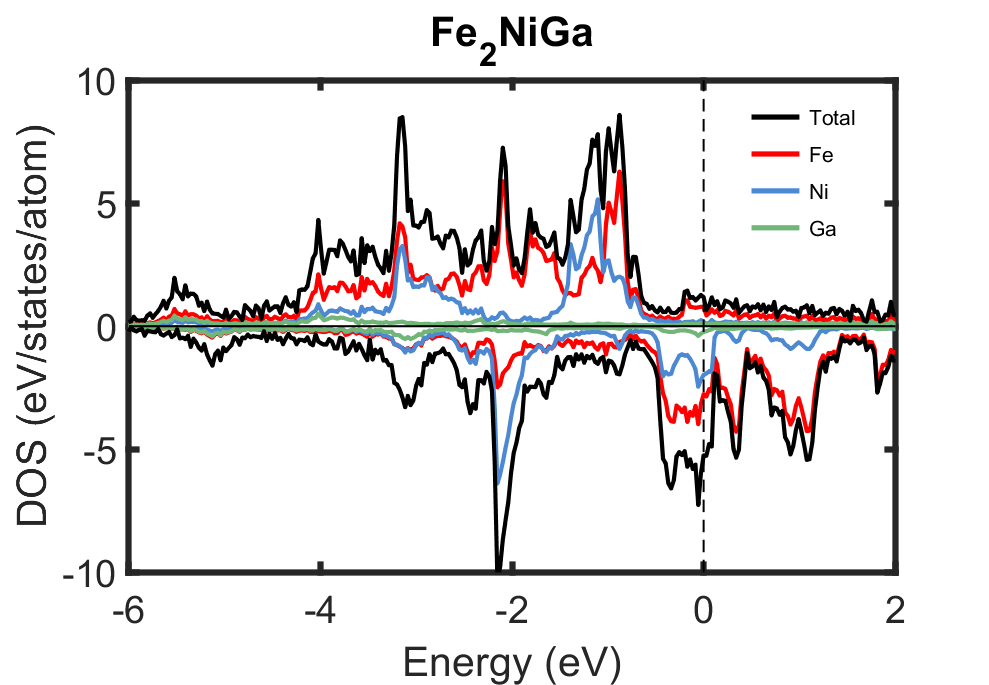 Fe2NiGa
10
5
0
-5
-10
DOS (eV/states/atom)
Total
Fe
Ni
Ga
-6 -4 -2 0 2
Energy (eV)